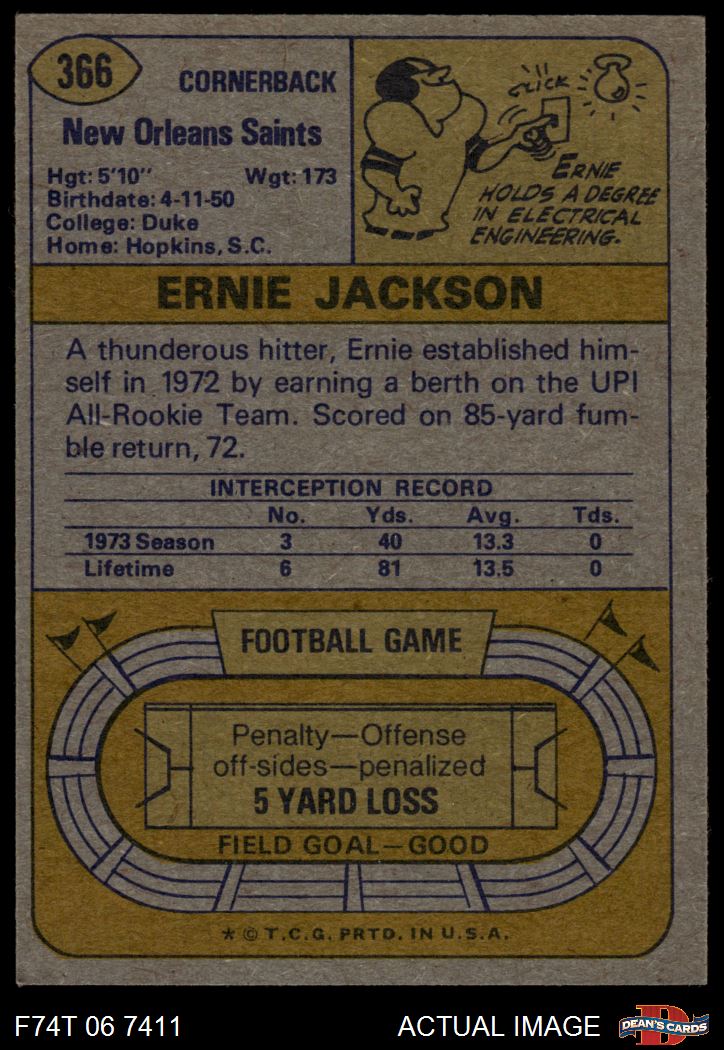 366
CORNERBACK
New Orleans Saints
Hgt: 5'10" Wgt: 173
Birthdate: 4-11-50
College: Duke
Home: Hopkins, S.C.
CLICK
ERNIE
HOLDS A DEGREE
IN ELECTRICAL
ENGINEERING.
ERNIE JACKSON
A thunderous hitter, Ernie established him-
self in 1972 by earning a berth on the UPI
All-Rookie Team. Scored on 85-yard fum-
ble return, 72.
INTERCEPTION RECORD
No. Yds. Avg. Tds.
1973 Season 3 40 13.3 0
Lifetime 6 81 13.5 0
FOOTBALL GAME
Penalty—Offense
off-sides—penalized
5 YARD LOSS
FIELD GOAL—GOOD
* © T.C.G. PRTD. IN U.S.A.
F74T 06 7411 ACTUAL IMAGE
DEAN'S CARDS